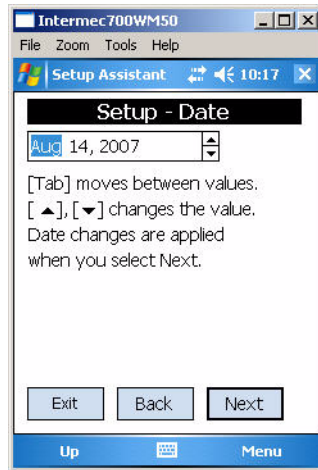 Intermec700WM50
File Zoom Tools Help
Setup Assistant 10:17
Setup - Date
Aug 14, 2007
[Tab] moves between values.
[ ▲],[▼] changes the value.
Date changes are applied
when you select Next.
Exit Back Next
Up Menu